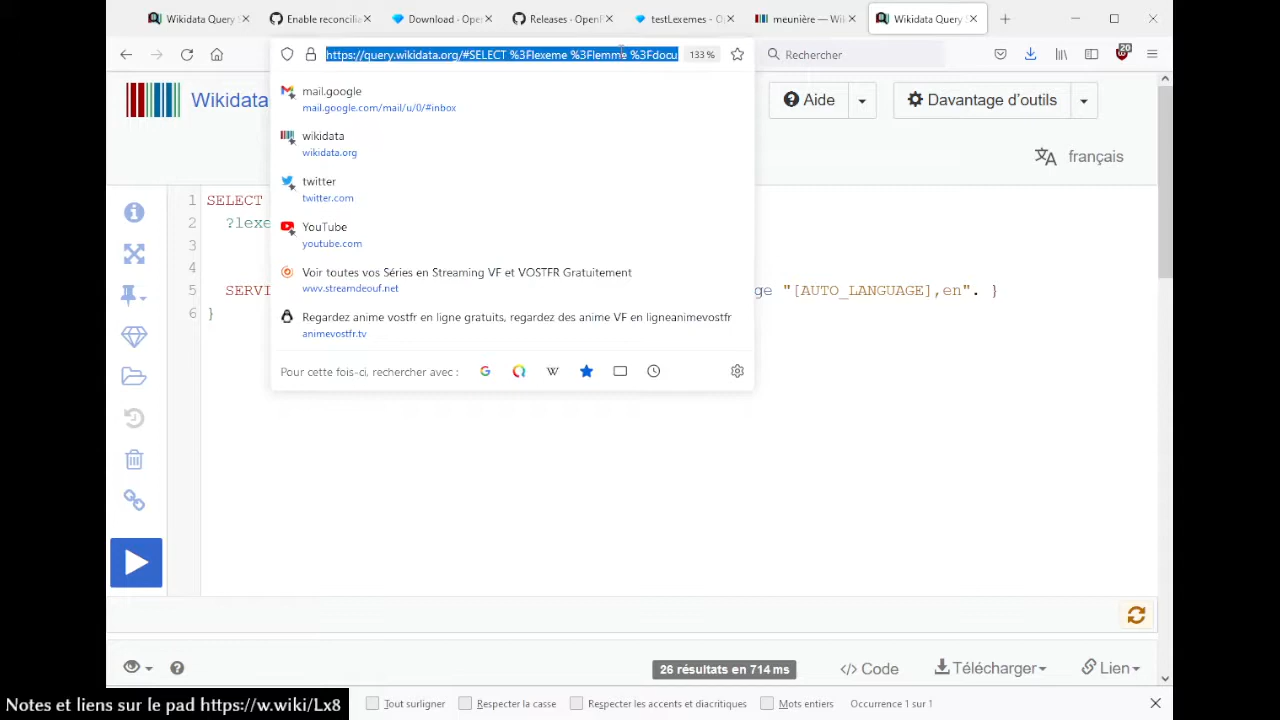 Wikidata Query
Enable reconcilia
Download - Ope
Releases · OpenF
testLexemes - O
meunière — Wik
Wikidata Query
https://query.wikidata.org/#SELECT %3Flexeme %3Flemme %3Fdocu
133 %
Rechercher
20
mail.google
mail.google.com/mail/u/0/#inbox
wikidata
wikidata.org
twitter
twitter.com
YouTube
youtube.com
Voir toutes vos Séries en Streaming VF et VOSTFR Gratuitement
www.streamdeouf.net
Regardez anime vostfr en ligne gratuits, regardez des anime VF en ligneanimevostfr
animevostfr.tv
Pour cette fois-ci, rechercher avec :
Wikidata
Aide
Davantage d’outils
français
1 SELECT
2 ?lexe
3
4
5 SERVI ge "[AUTO_LANGUAGE],en". }
6 }
26 résultats en 714 ms
</> Code
Télécharger
Lien
Notes et liens sur le pad https://w.wiki/Lx8
Tout surligner
Respecter la casse
Respecter les accents et diacritiques
Mots entiers
Occurrence 1 sur 1